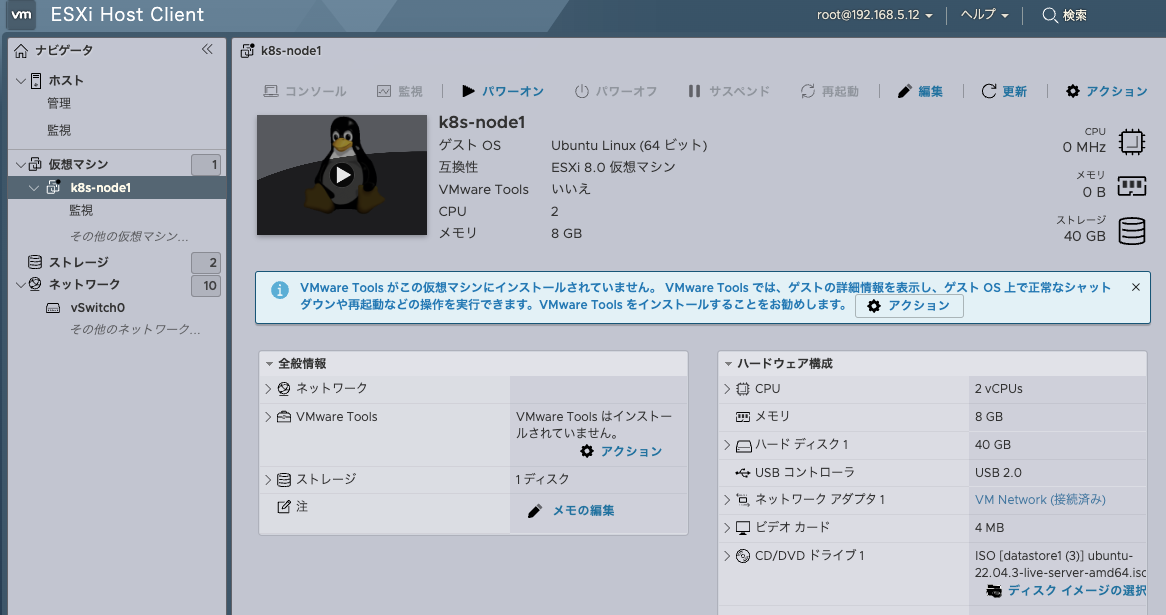 vm ESXi Host Client
root@192.168.5.12 ヘルプ 検索
ナビゲータ
ホスト
管理
監視
仮想マシン 1
k8s-node1
監視
その他の仮想マシン...
ストレージ 2
ネットワーク 10
vSwitch0
その他のネットワーク...
k8s-node1
コンソール 監視 パワーオン パワーオフ サスペンド 再起動 編集 更新 アクション
k8s-node1
ゲスト OS Ubuntu Linux (64 ビット)
互換性 ESXi 8.0 仮想マシン
VMware Tools いいえ
CPU 2
メモリ 8 GB
CPU
0 MHz
メモリ
0 B
ストレージ
40 GB
VMware Tools がこの仮想マシンにインストールされていません。 VMware Tools では、ゲストの詳細情報を表示し、ゲスト OS 上で正常なシャット
ダウンや再起動などの操作を実行できます。VMware Tools をインストールすることをお勧めします。 アクション
全般情報
ネットワーク
VMware Tools VMware Tools はインストー
ルされていません。
アクション
ストレージ 1 ディスク
注 メモの編集
ハードウェア構成
CPU 2 vCPUs
メモリ 8 GB
ハード ディスク 1 40 GB
USB コントローラ USB 2.0
ネットワーク アダプタ 1 VM Network (接続済み)
ビデオ カード 4 MB
CD/DVD ドライブ 1 ISO [datastore1 (3)] ubuntu-
22.04.3-live-server-amd64.iso
ディスク イメージの選択